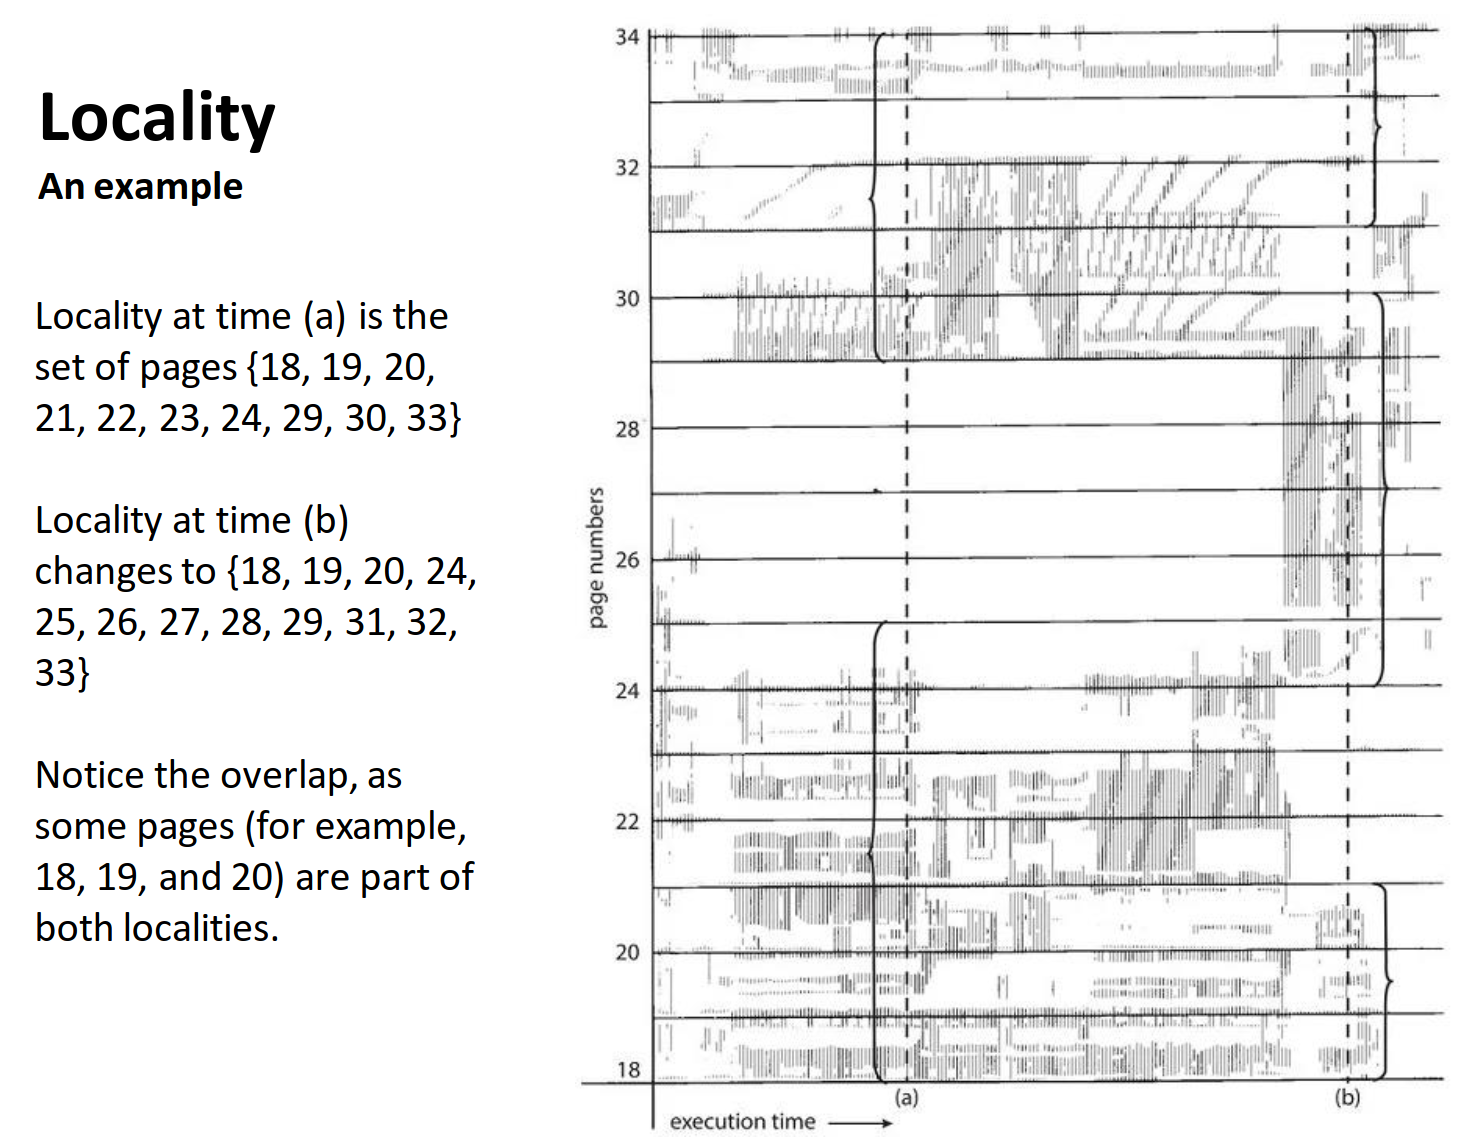 Locality
An example
Locality at time (a) is the
set of pages {18, 19, 20,
21, 22, 23, 24, 29, 30, 33}
Locality at time (b)
changes to {18, 19, 20, 24,
25, 26, 27, 28, 29, 31, 32,
33}
Notice the overlap, as
some pages (for example,
18, 19, and 20) are part of
both localities.
34
32
30
28
26
24
22
20
18
page numbers
(a)
(b)
execution time